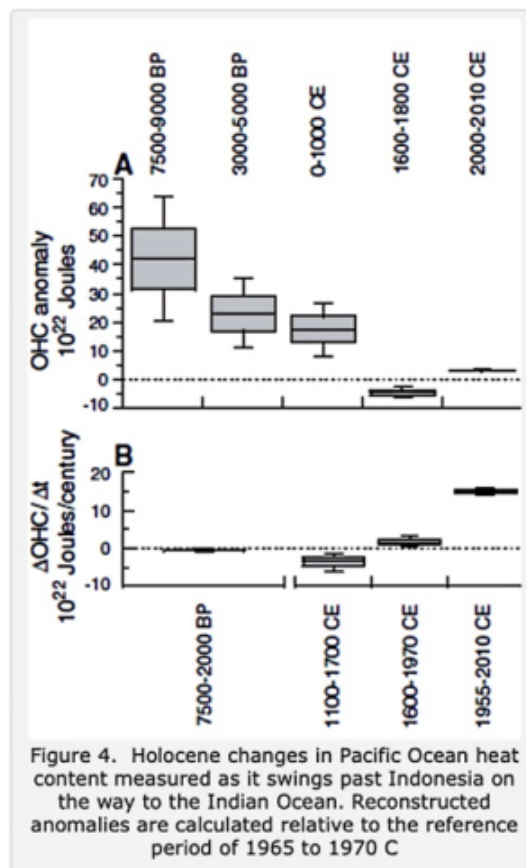 7500-9000 BP
3000-5000 BP
0-1000 CE
1600-1800 CE
2000-2010 CE
A
70
60
50
40
30
20
10
0
-10
OHC anomaly
10²² Joules
B
20
10
0
-10
ΔOHC/Δt
10²² Joules/century
7500-2000 BP
1100-1700 CE
1600-1970 CE
1955-2010 CE
Figure 4. Holocene changes in Pacific Ocean heat
content measured as it swings past Indonesia on
the way to the Indian Ocean. Reconstructed
anomalies are calculated relative to the reference
period of 1965 to 1970 C